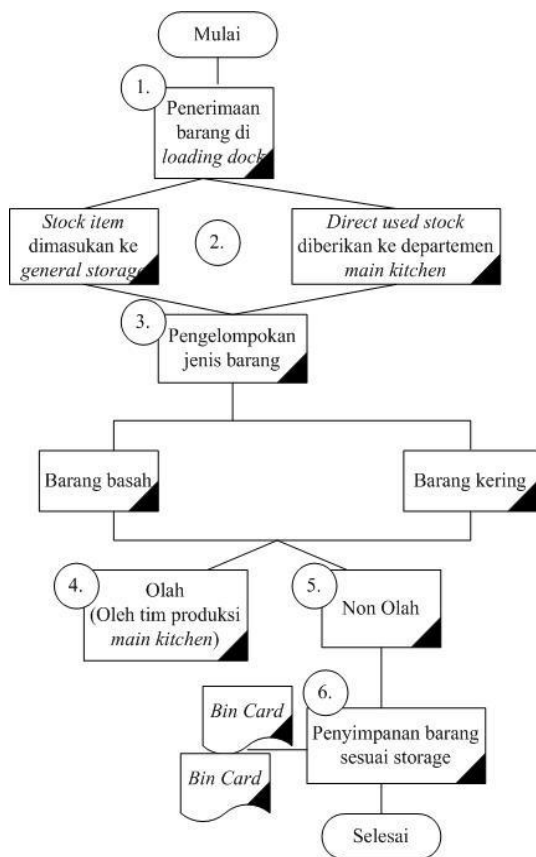 Mulai
1.
Penerimaan
barang di
loading dock
Stock item
dimasukan ke
general storage
2.
Direct used stock
diberikan ke departemen
main kitchen
3.
Pengelompokan
jenis barang
Barang basah
Barang kering
4.
Olah
(Oleh tim produksi
main kitchen)
5.
Non Olah
6.
Bin Card
Bin Card
Penyimpanan barang
sesuai storage
Selesai